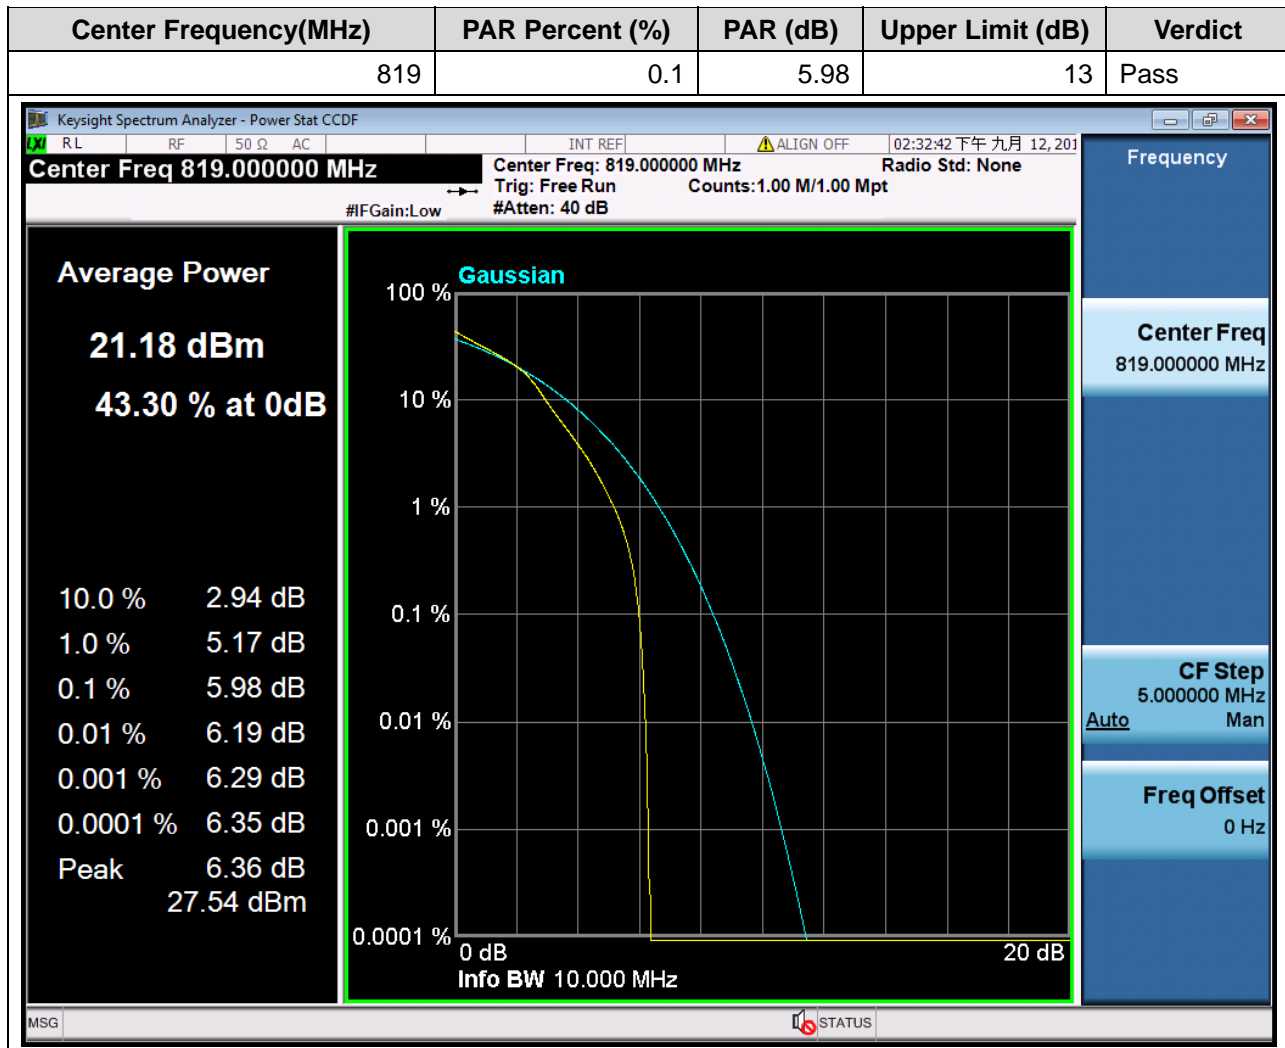 Center Frequency(MHz) PAR Percent (%) PAR (dB) Upper Limit (dB) Verdict
819 0.1 5.98 13 Pass
Keysight Spectrum Analyzer - Power Stat CCDF
LXI RL RF 50 Ω AC INT REF ALIGN OFF 02:32:42 下午 九月 12, 201
Center Freq 819.000000 MHz
Center Freq: 819.000000 MHz Radio Std: None
Trig: Free Run Counts:1.00 M/1.00 Mpt
#IFGain:Low #Atten: 40 dB
Average Power
21.18 dBm
43.30 % at 0dB
10.0 % 2.94 dB
1.0 % 5.17 dB
0.1 % 5.98 dB
0.01 % 6.19 dB
0.001 % 6.29 dB
0.0001 % 6.35 dB
Peak 6.36 dB
27.54 dBm
Gaussian
100 %
10 %
1 %
0.1 %
0.01 %
0.001 %
0.0001 %
0 dB 20 dB
Info BW 10.000 MHz
Frequency
Center Freq
819.000000 MHz
CF Step
5.000000 MHz
Auto Man
Freq Offset
0 Hz
MSG STATUS